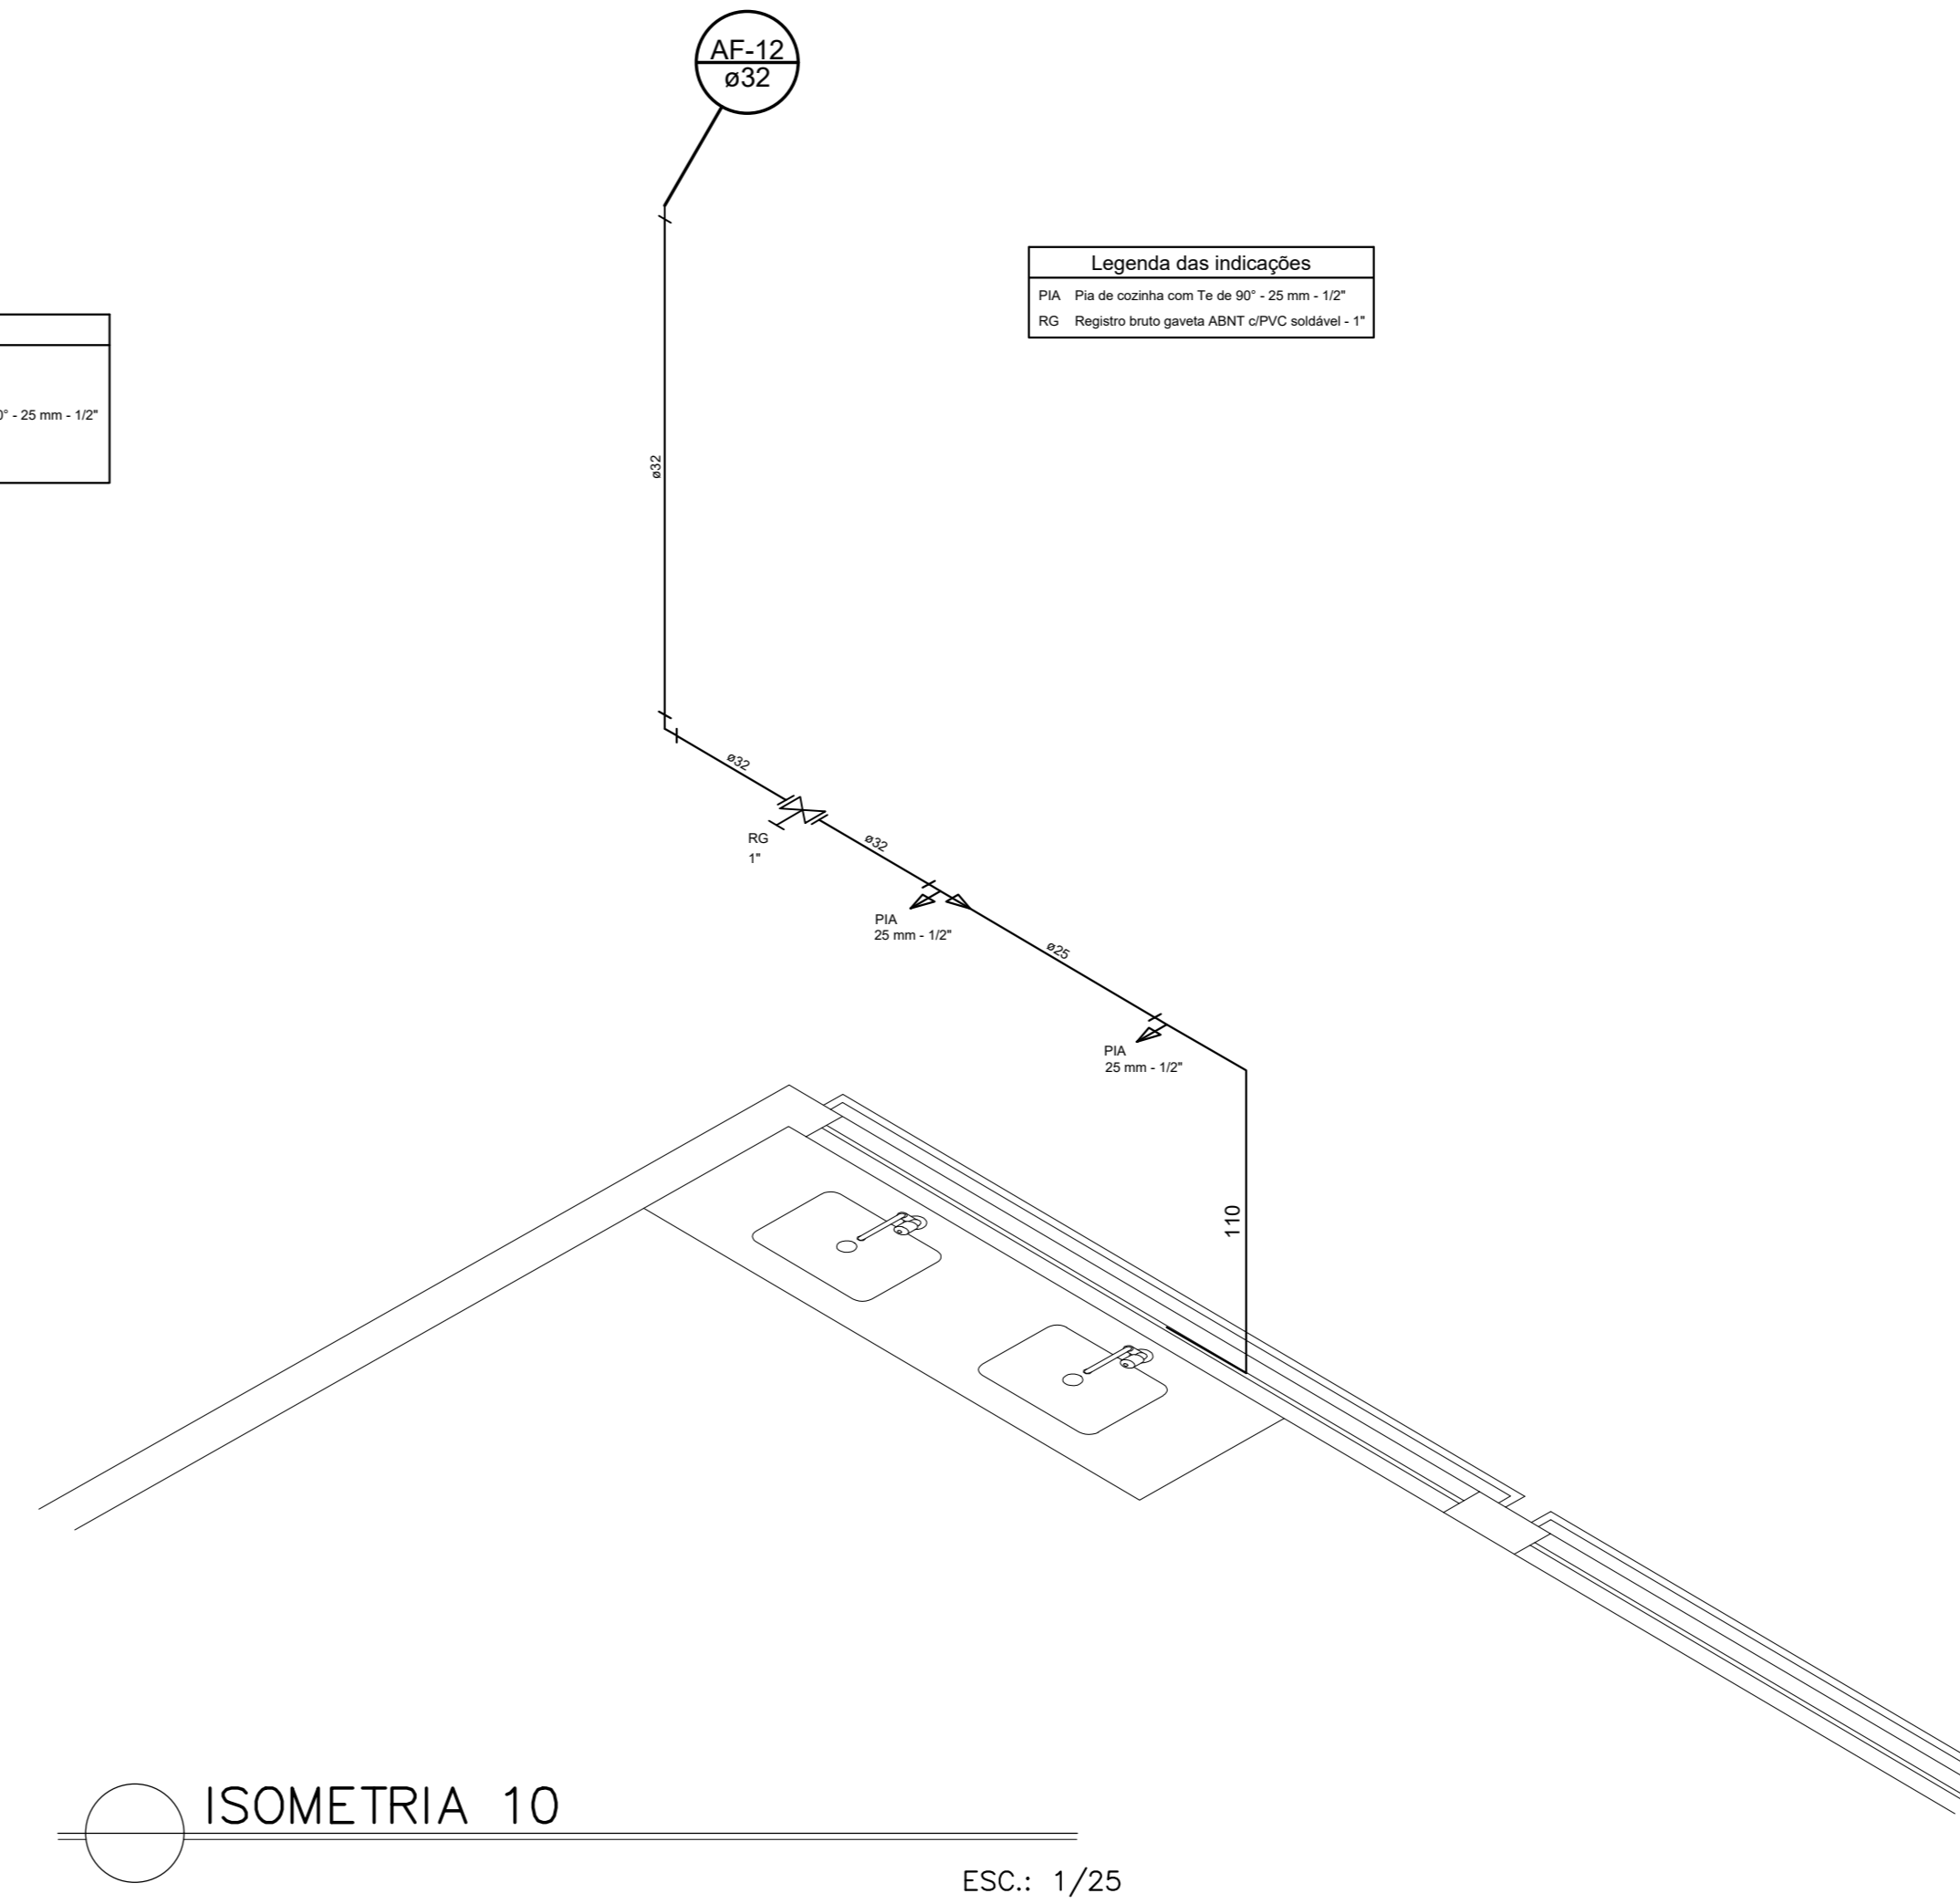 AF-12
ø32
Legenda das indicações
PIA Pia de cozinha com Te de 90° - 25 mm - 1/2"
RG Registro bruto gaveta ABNT c/PVC soldável - 1"
° - 25 mm - 1/2"
ø32
ø32
RG
1"
ø32
PIA
25 mm - 1/2"
ø25
PIA
25 mm - 1/2"
110
ISOMETRIA 10
ESC.: 1/25